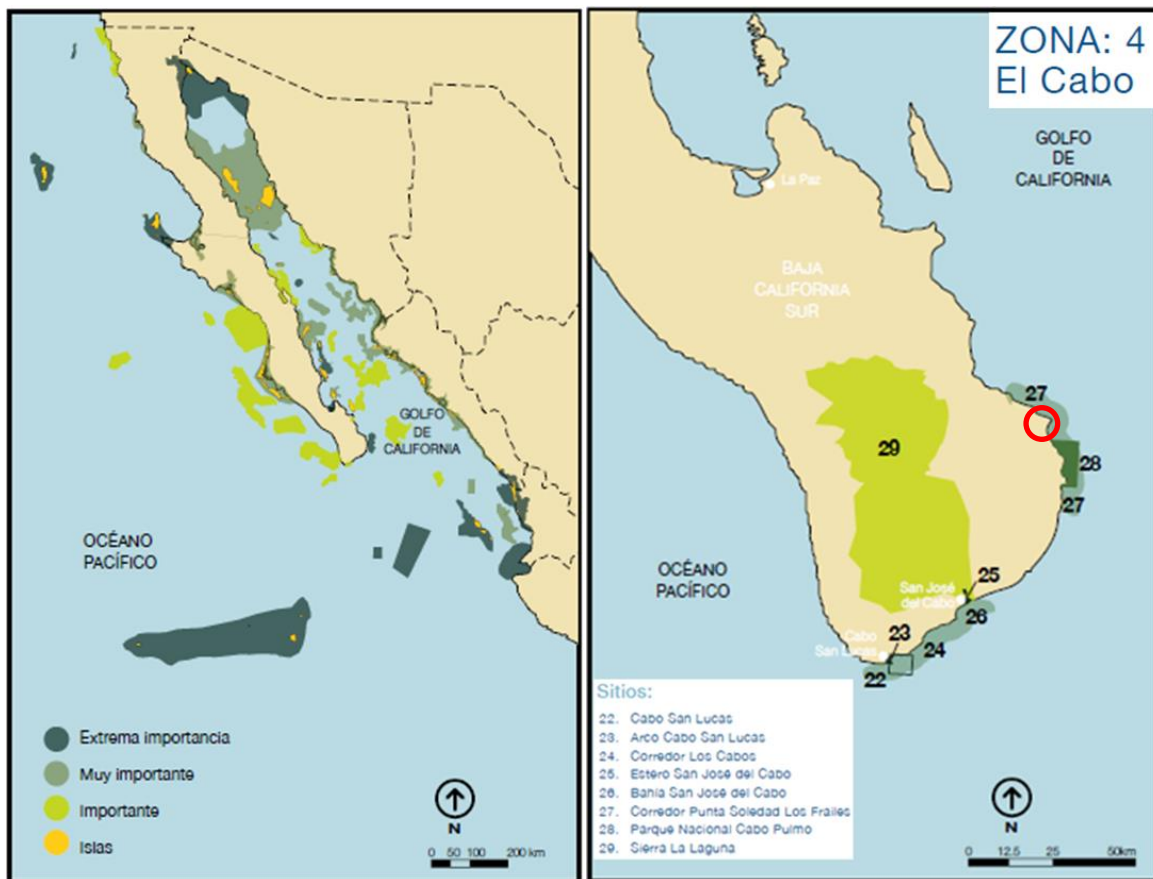 OCÉANO
PACÍFICO
GOLFO
DE
CALIFORNIA
Extrema importancia
Muy importante
Importante
Islas
N
0 50 100 200 km
ZONA: 4
El Cabo
GOLFO
DE
CALIFORNIA
La Paz
BAJA
CALIFORNIA
SUR
27
28
27
29
OCÉANO
PACÍFICO
San José
del Cabo
25
26
Cabo
San Lucas
23
24
22
Sitios:
22. Cabo San Lucas
23. Arco Cabo San Lucas
24. Corredor Los Cabos
25. Estero San José del Cabo
26. Bahía San José del Cabo
27. Corredor Punta Soledad Los Frailes
28. Parque Nacional Cabo Pulmo
29. Sierra La Laguna
N
0 12.5 25 50km